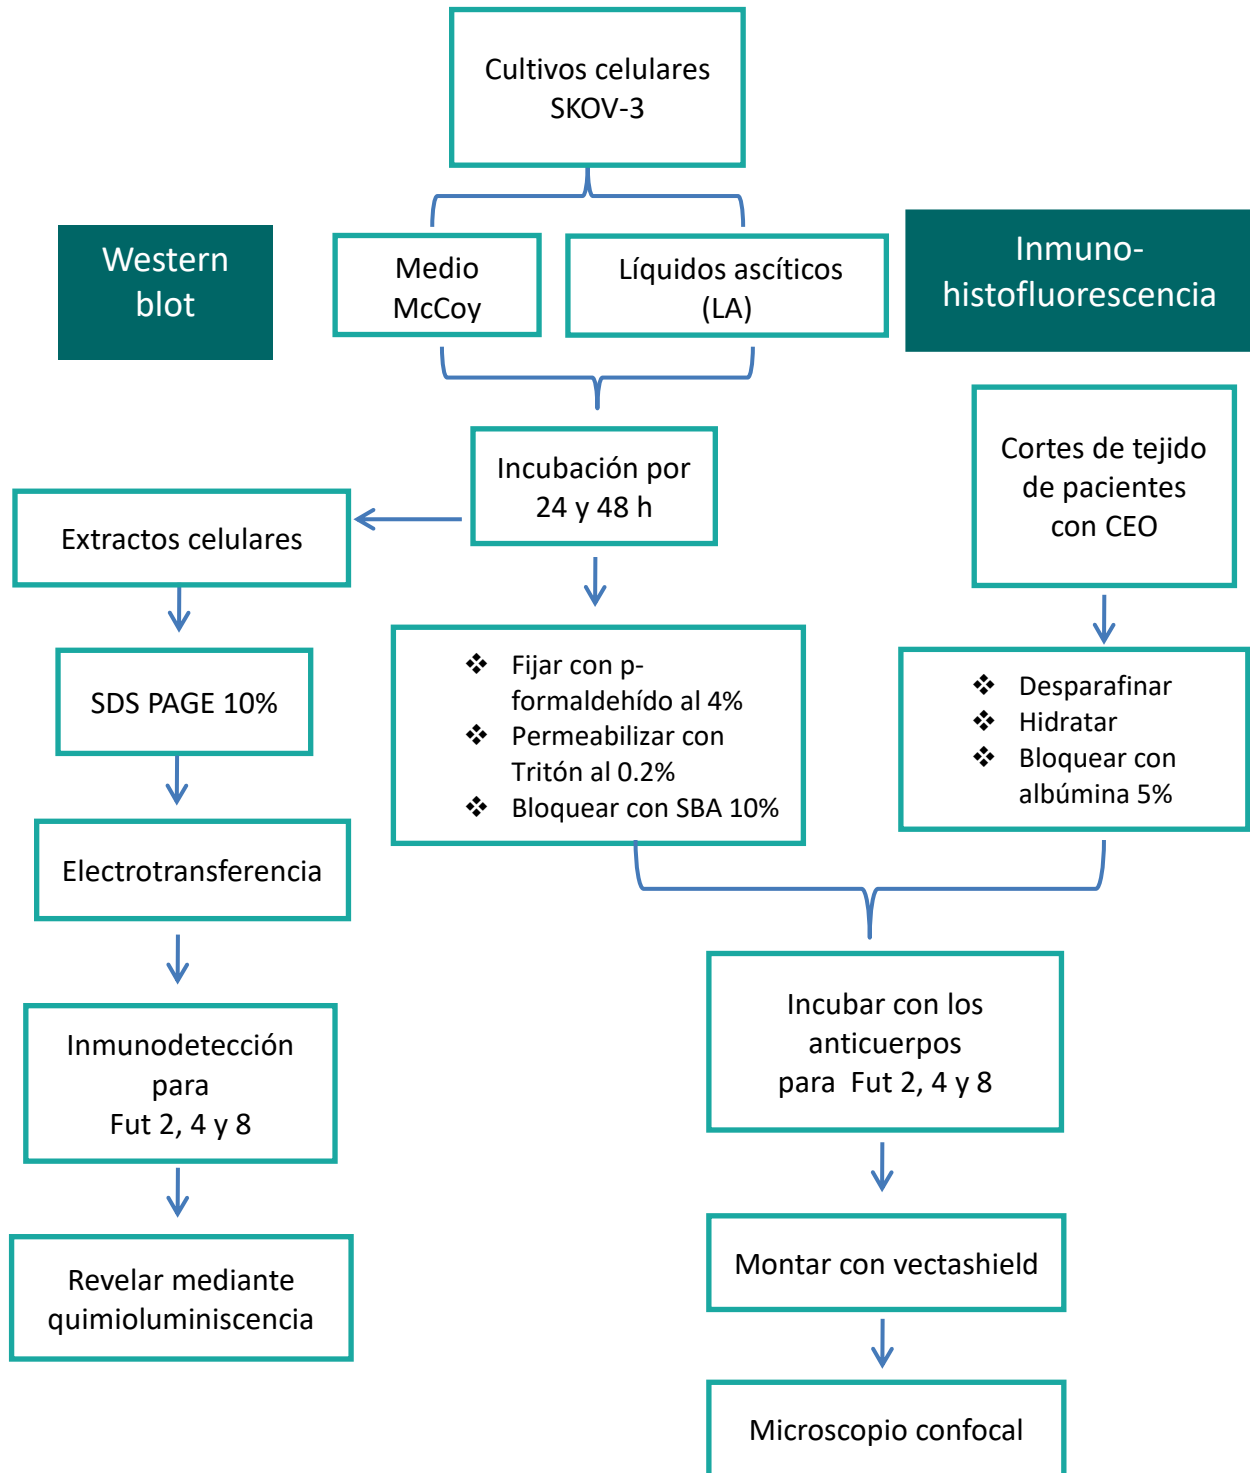 Cultivos celulares
SKOV-3
Western
blot
Medio
McCoy
Líquidos ascíticos
(LA)
Inmuno-
histofluorescencia
Incubación por
24 y 48 h
Cortes de tejido
de pacientes
con CEO
Extractos celulares
SDS PAGE 10%
❖ Fijar con p-
formaldehído al 4%
❖ Permeabilizar con
Tritón al 0.2%
❖ Bloquear con SBA 10%
❖ Desparafinar
❖ Hidratar
❖ Bloquear con
albúmina 5%
Electrotransferencia
Inmunodetección
para
Fut 2, 4 y 8
Incubar con los
anticuerpos
para Fut 2, 4 y 8
Revelar mediante
quimioluminiscencia
Montar con vectashield
Microscopio confocal